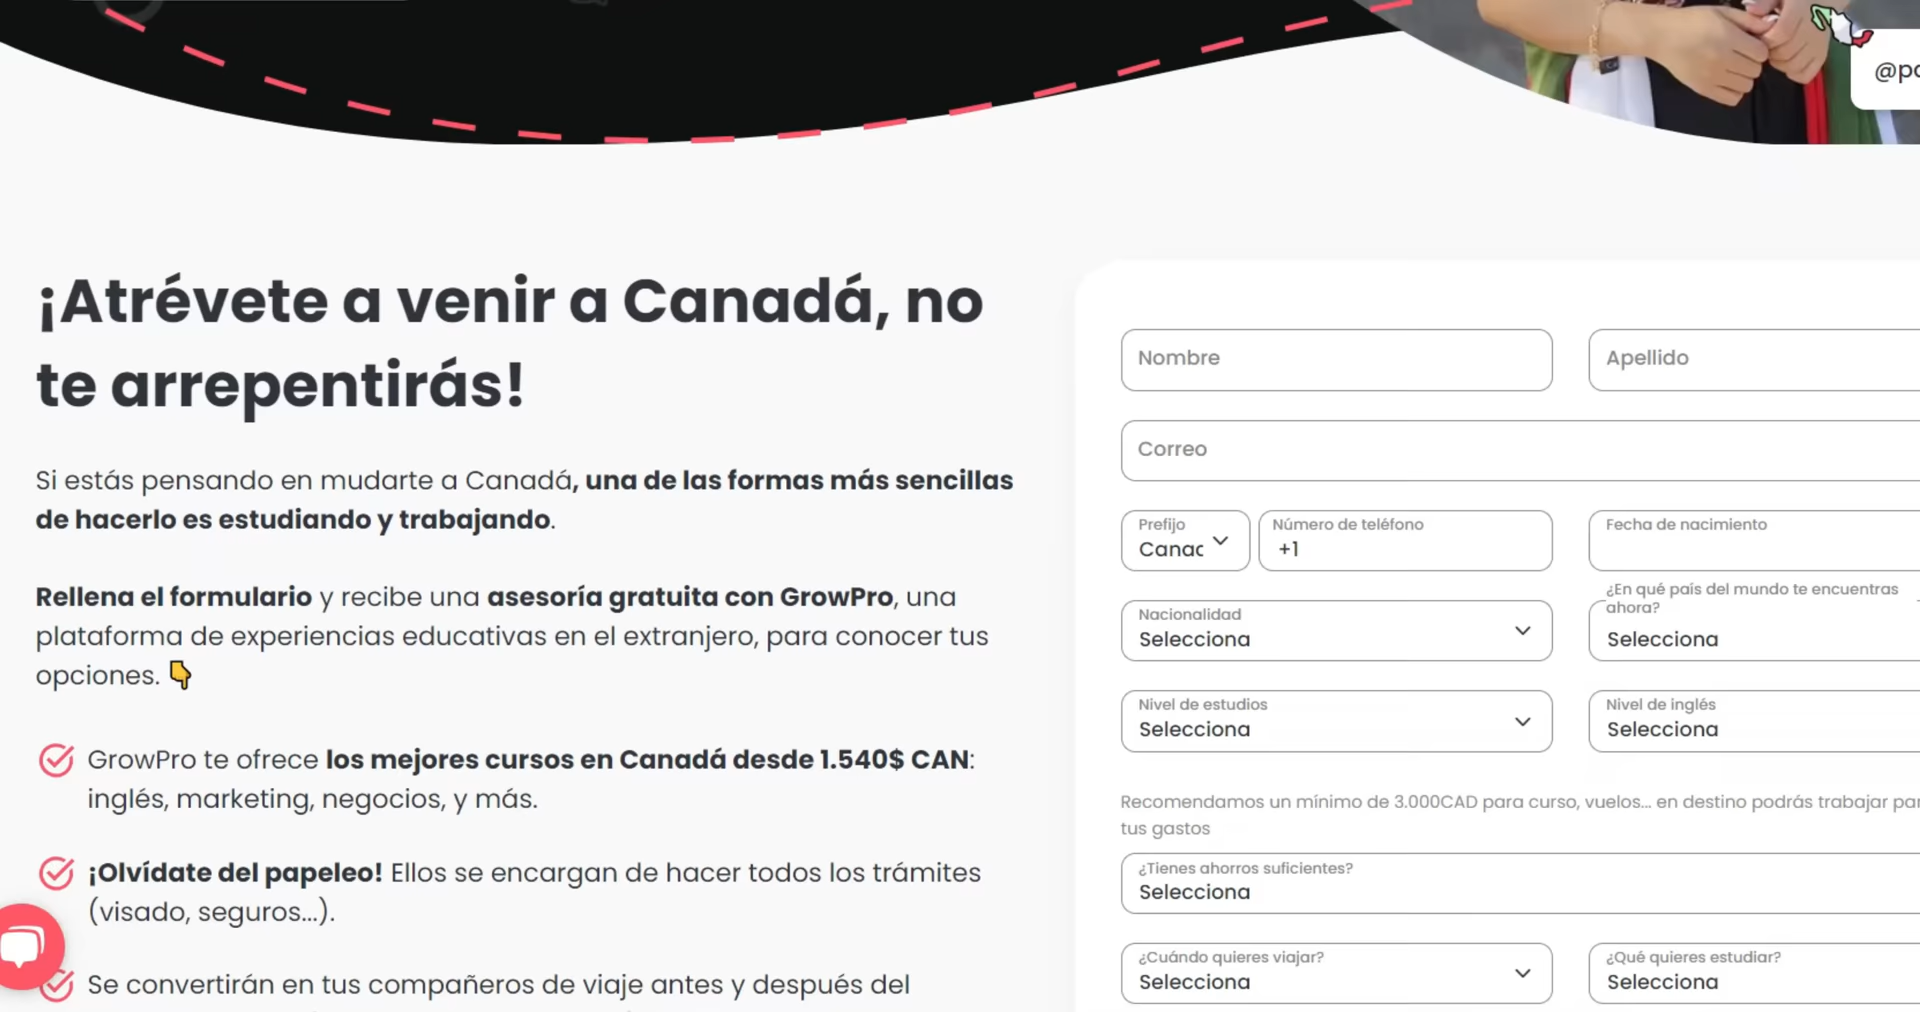 @po
¡Atrévete a venir a Canadá, no
te arrepentirás!
Si estás pensando en mudarte a Canadá, una de las formas más sencillas
de hacerlo es estudiando y trabajando.
Rellena el formulario y recibe una asesoría gratuita con GrowPro, una
plataforma de experiencias educativas en el extranjero, para conocer tus
opciones. 👇
GrowPro te ofrece los mejores cursos en Canadá desde 1.540$ CAN:
inglés, marketing, negocios, y más.
¡Olvídate del papeleo! Ellos se encargan de hacer todos los trámites
(visado, seguros...).
Se convertirán en tus compañeros de viaje antes y después del
Nombre
Apellido
Correo
Prefijo
Canac
Número de teléfono
+1
Fecha de nacimiento
Nacionalidad
Selecciona
¿En qué país del mundo te encuentras
ahora?
Selecciona
Nivel de estudios
Selecciona
Nivel de inglés
Selecciona
Recomendamos un mínimo de 3.000CAD para curso, vuelos... en destino podrás trabajar par
tus gastos
¿Tienes ahorros suficientes?
Selecciona
¿Cuándo quieres viajar?
Selecciona
¿Qué quieres estudiar?
Selecciona